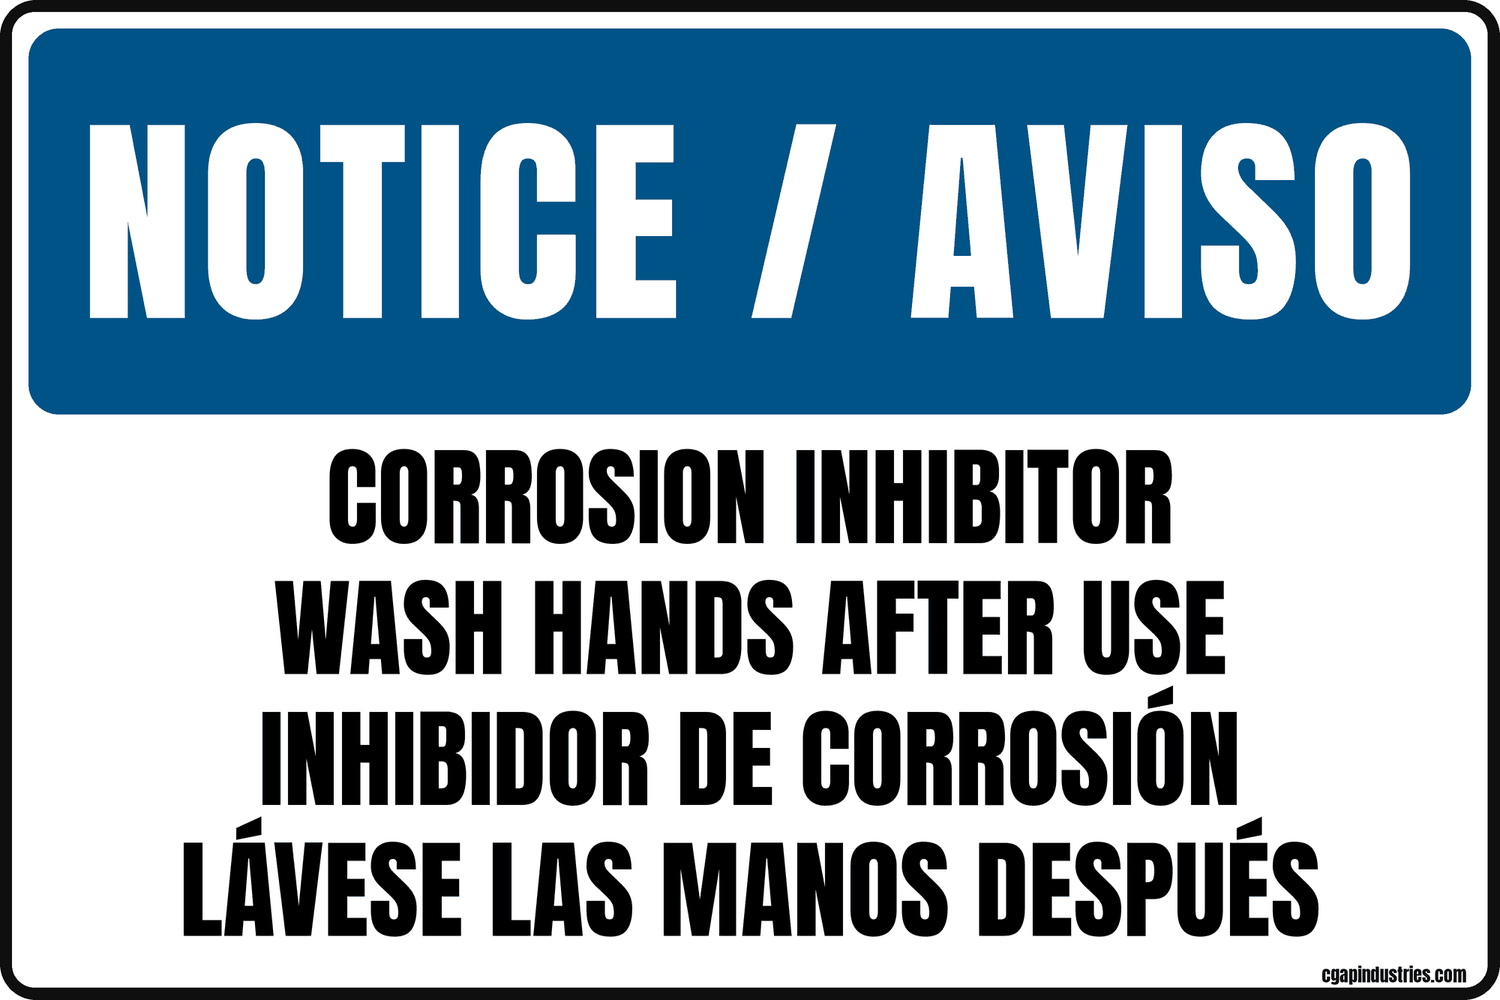 NOTICE / AVISO
CORROSION INHIBITOR
WASH HANDS AFTER USE
INHIBIDOR DE CORROSIÓN
LÁVESE LAS MANOS DESPUÉS
cgapindustries.com